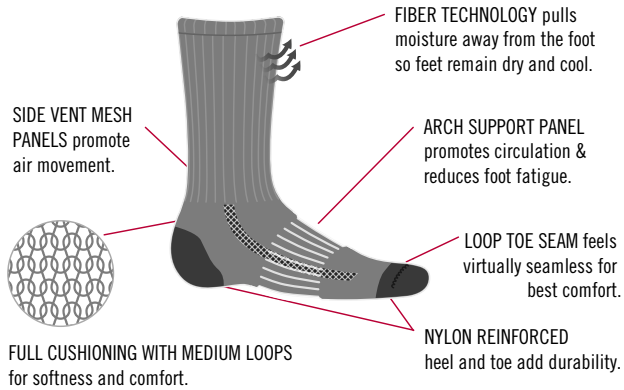 FIBER TECHNOLOGY pulls
moisture away from the foot
so feet remain dry and cool.
SIDE VENT MESH
PANELS promote
air movement.
ARCH SUPPORT PANEL
promotes circulation &
reduces foot fatigue.
LOOP TOE SEAM feels
virtually seamless for
best comfort.
NYLON REINFORCED
heel and toe add durability.
FULL CUSHIONING WITH MEDIUM LOOPS
for softness and comfort.